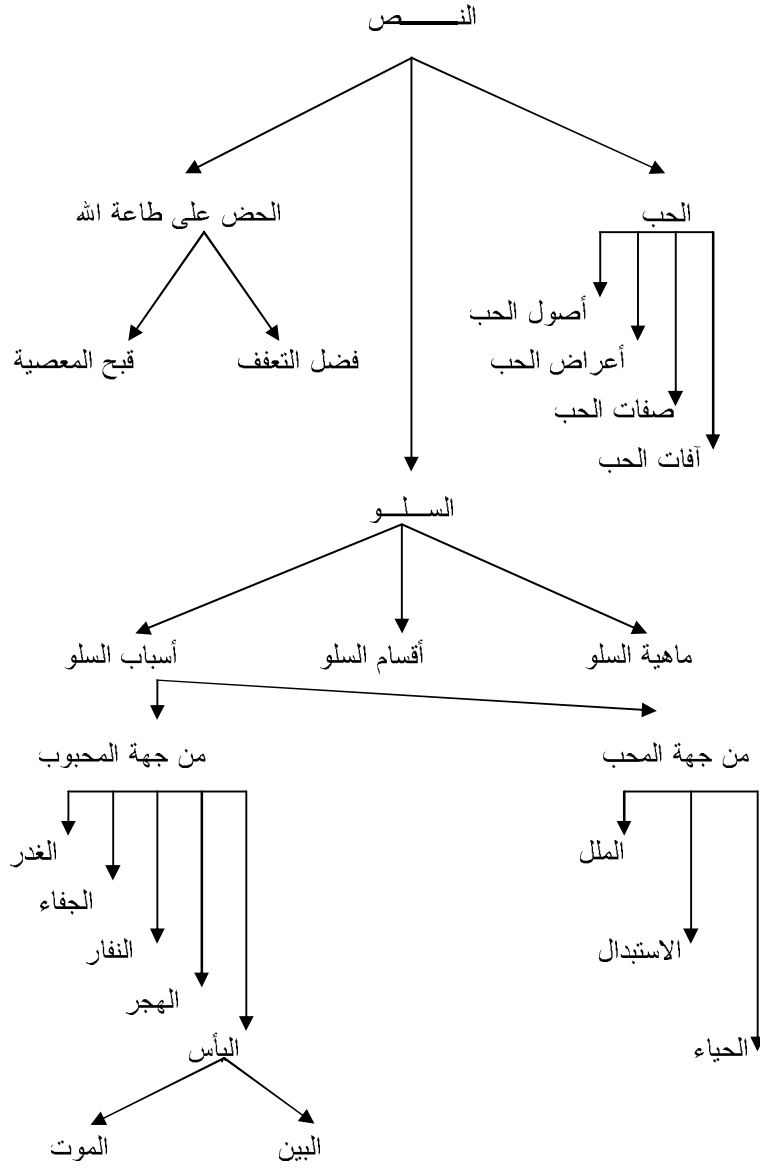 النـــــص
الحب
الحض على طاعة الله
أصول الحب
أعراض الحب
صفات الحب
آفات الحب
فضل التعفف
قبح المعصية
الســلــو
ماهية السلو
أقسام السلو
أسباب السلو
من جهة المحب
من جهة المحبوب
الملل
الاستبدال
الحياء
الغدر
الجفاء
النفار
الهجر
اليأس
البين
الموت